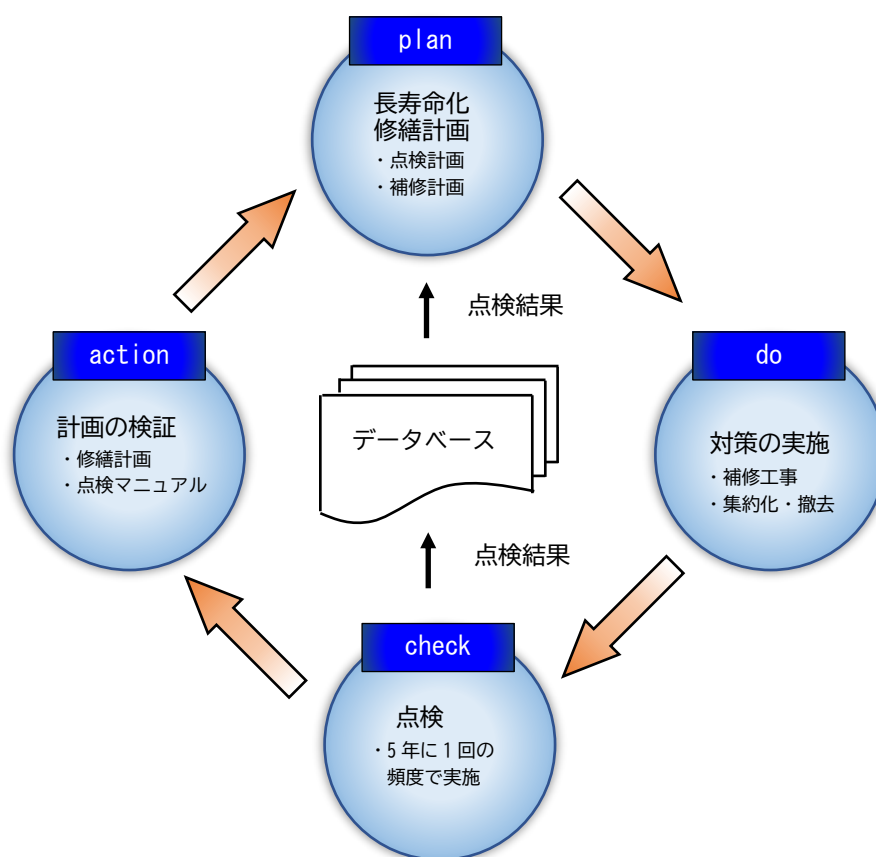 plan
長寿命化
修繕計画
・点検計画
・補修計画
点検結果
action
計画の検証
・修繕計画
・点検マニュアル
データベース
do
対策の実施
・補修工事
・集約化・撤去
点検結果
check
点検
・5年に1回の
頻度で実施